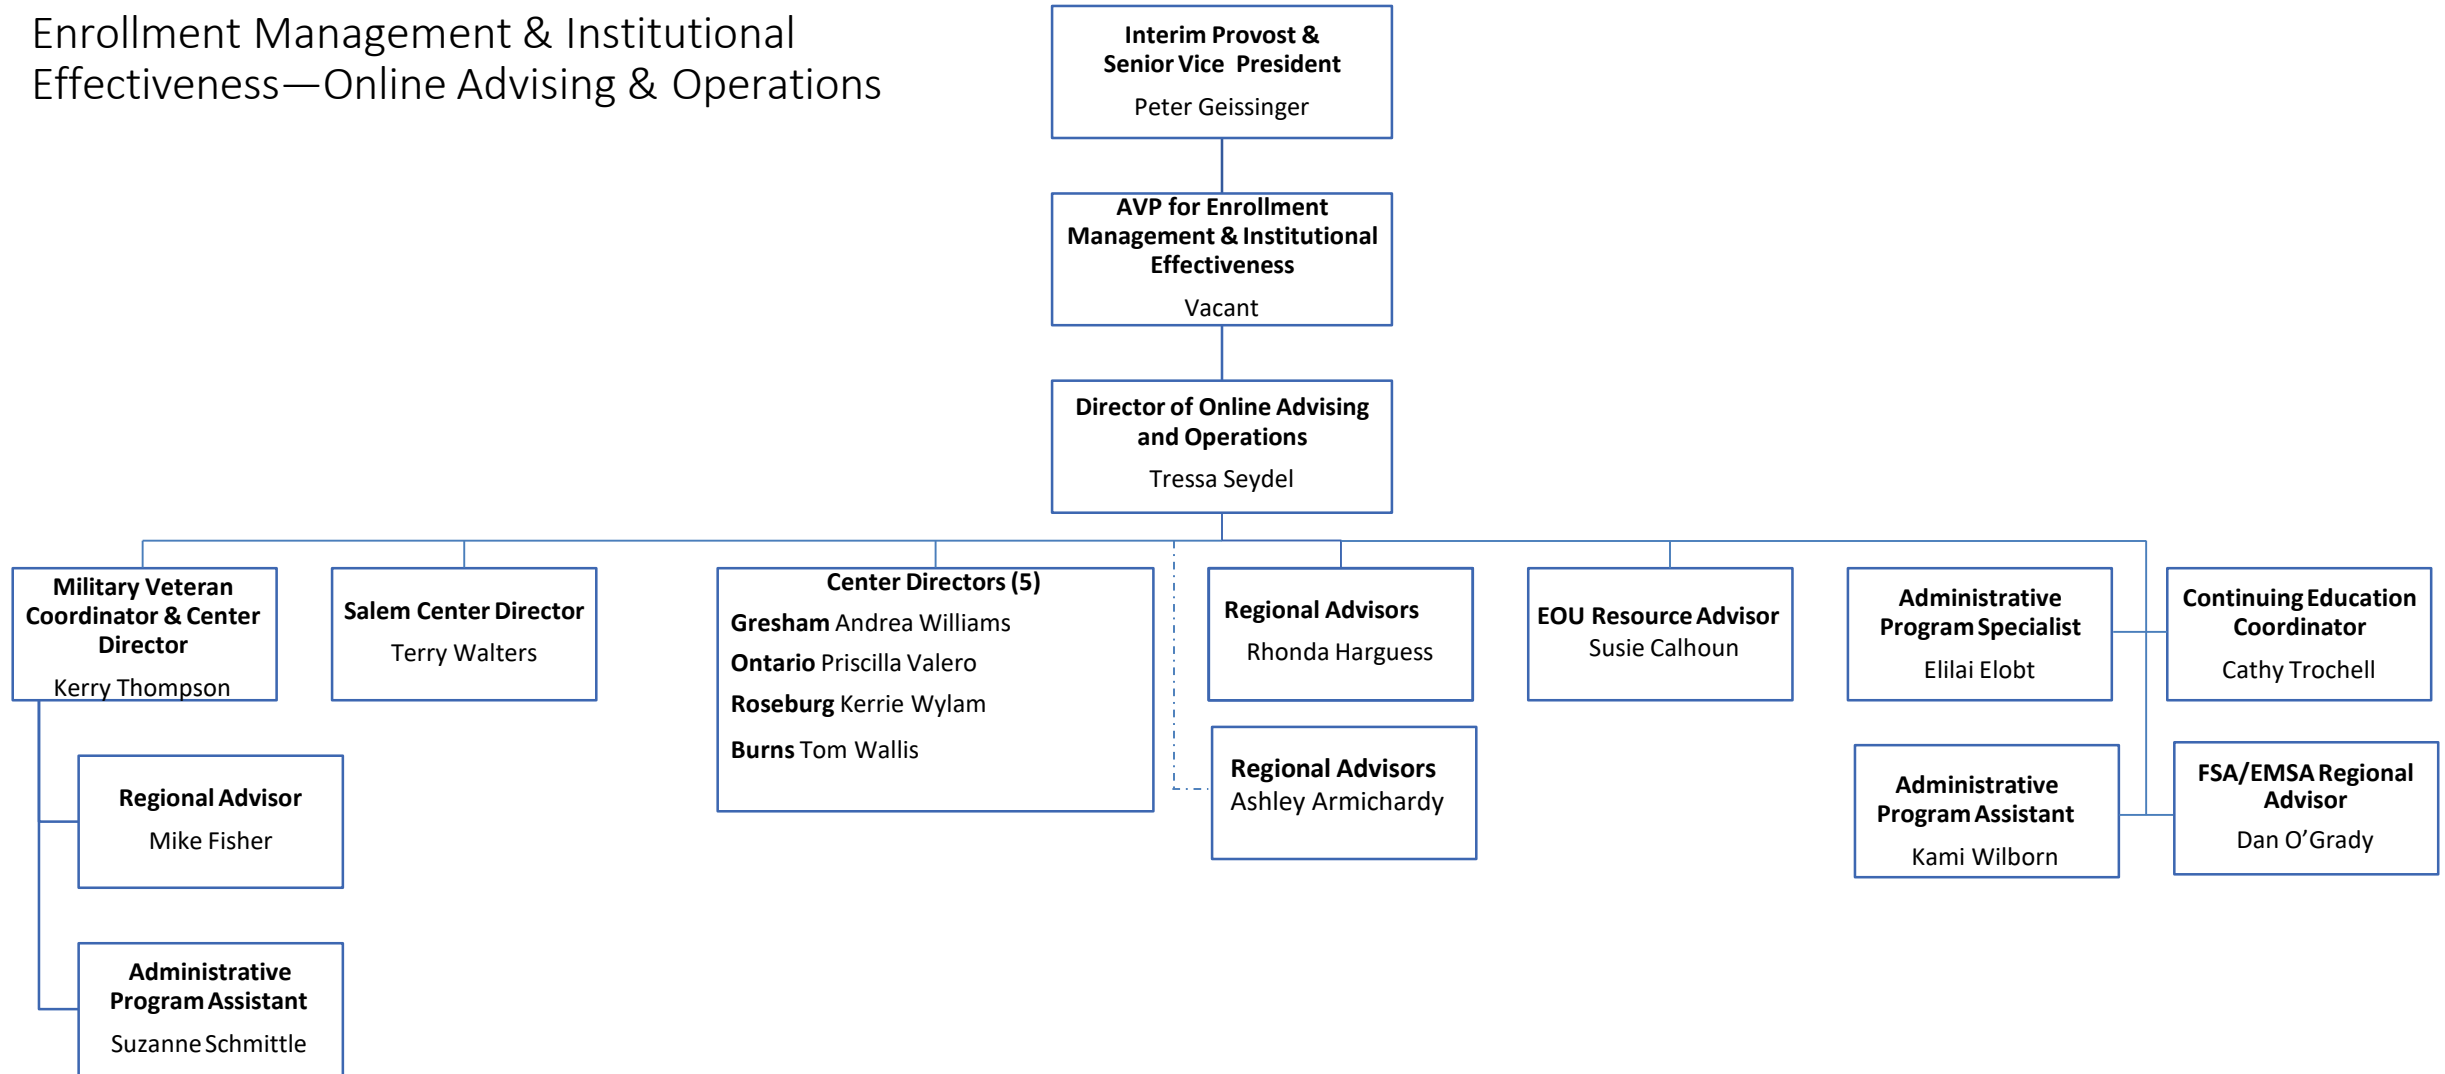 Enrollment Management & Institutional
Effectiveness—Online Advising & Operations
Interim Provost &
Senior Vice President
Peter Geissinger
AVP for Enrollment
Management & Institutional
Effectiveness
Vacant
Director of Online Advising
and Operations
Tressa Seydel
Military Veteran
Coordinator & Center
Director
Kerry Thompson
Salem Center Director
Terry Walters
Center Directors (5)
Gresham Andrea Williams
Ontario Priscilla Valero
Roseburg Kerrie Wylam
Burns Tom Wallis
Regional Advisors
Rhonda Harguess
EOU Resource Advisor
Susie Calhoun
Administrative
Program Specialist
Elilai Elobt
Continuing Education
Coordinator
Cathy Trochell
Regional Advisor
Mike Fisher
Regional Advisors
Ashley Armichardy
Administrative
Program Assistant
Kami Wilborn
FSA/EMSA Regional
Advisor
Dan O’Grady
Administrative
Program Assistant
Suzanne Schmittle